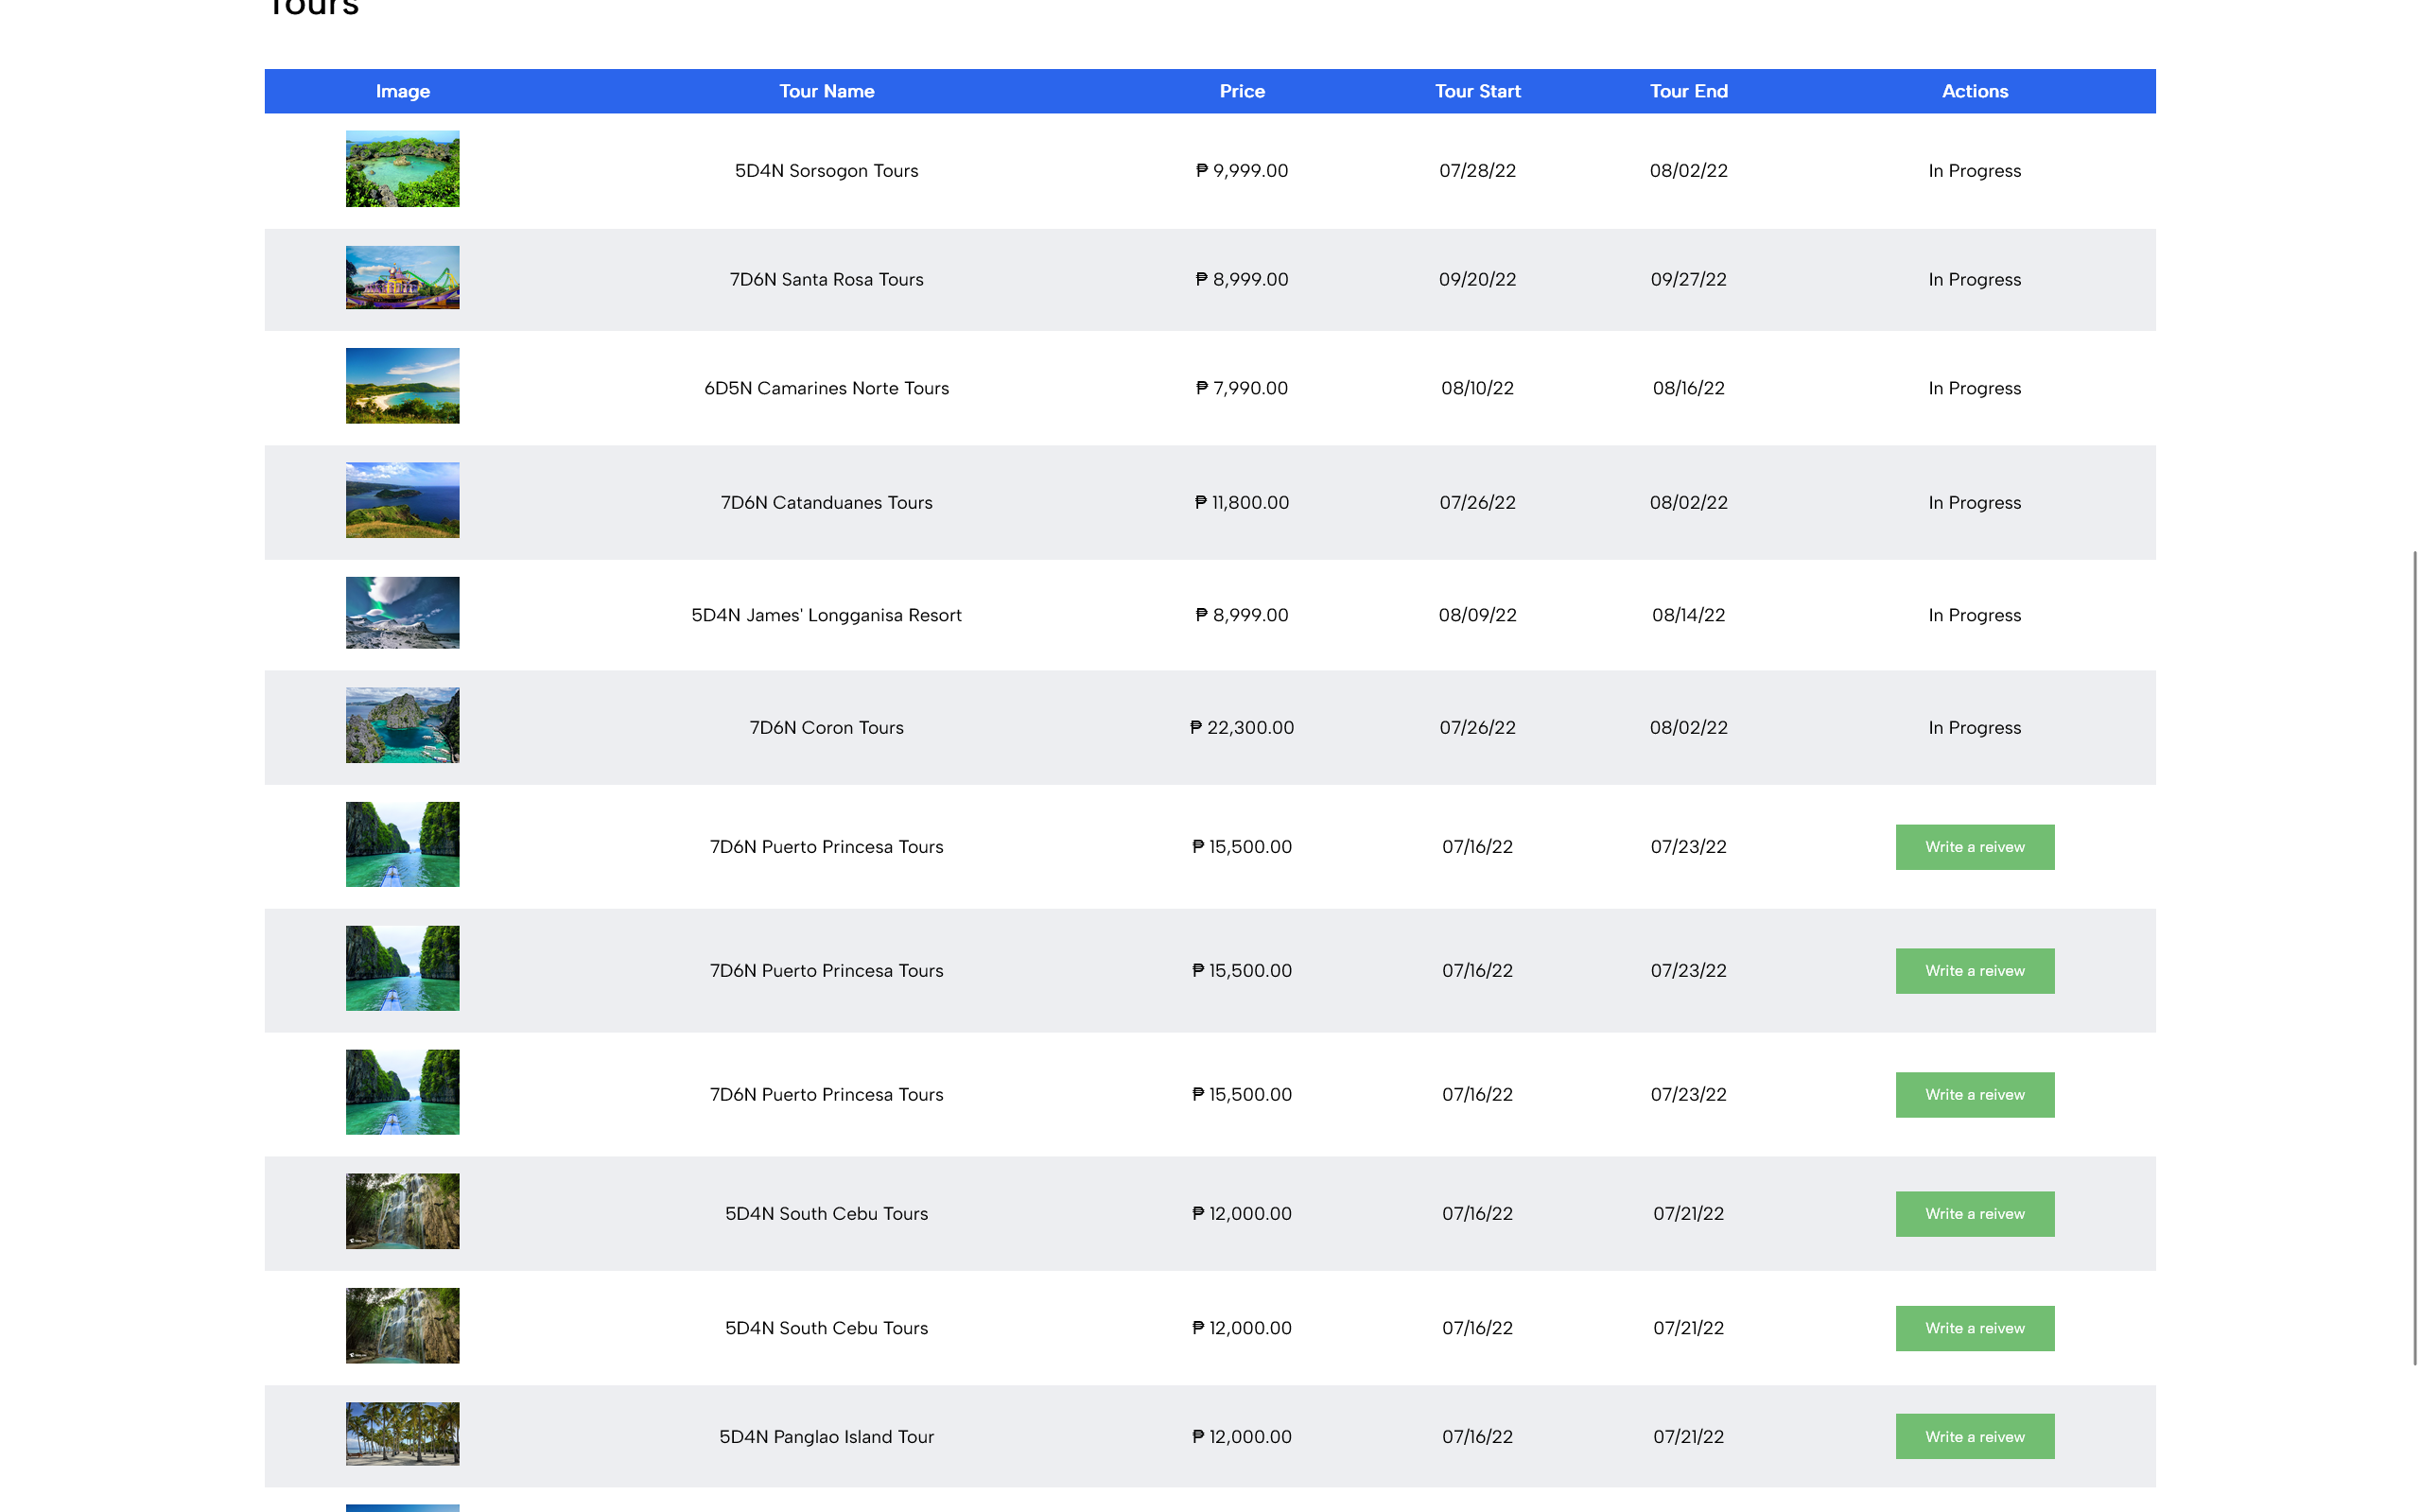 Tours
Image Tour Name Price Tour Start Tour End Actions
5D4N Sorsogon Tours ₱ 9,999.00 07/28/22 08/02/22 In Progress
7D6N Santa Rosa Tours ₱ 8,999.00 09/20/22 09/27/22 In Progress
6D5N Camarines Norte Tours ₱ 7,990.00 08/10/22 08/16/22 In Progress
7D6N Catanduanes Tours ₱ 11,800.00 07/26/22 08/02/22 In Progress
5D4N James' Longganisa Resort ₱ 8,999.00 08/09/22 08/14/22 In Progress
7D6N Coron Tours ₱ 22,300.00 07/26/22 08/02/22 In Progress
7D6N Puerto Princesa Tours ₱ 15,500.00 07/16/22 07/23/22 Write a reivew
7D6N Puerto Princesa Tours ₱ 15,500.00 07/16/22 07/23/22 Write a reivew
7D6N Puerto Princesa Tours ₱ 15,500.00 07/16/22 07/23/22 Write a reivew
5D4N South Cebu Tours ₱ 12,000.00 07/16/22 07/21/22 Write a reivew
5D4N South Cebu Tours ₱ 12,000.00 07/16/22 07/21/22 Write a reivew
5D4N Panglao Island Tour ₱ 12,000.00 07/16/22 07/21/22 Write a reivew